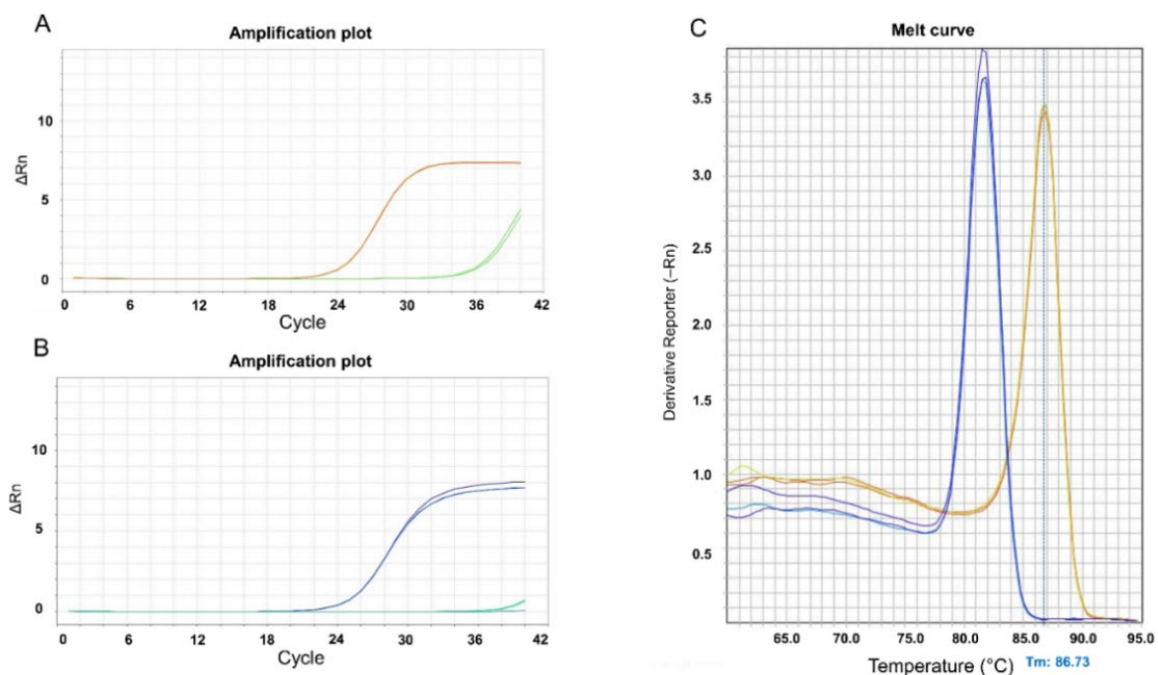 A
Amplification plot
10
ΔRn
5
0
0 6 12 18 24 30 36 42
Cycle
B
Amplification plot
10
ΔRn
5
0
0 6 12 18 24 30 36 42
Cycle
C
Melt curve
3.5
3.0
2.5
Derivative Reporter (–Rn)
2.0
1.5
1.0
0.5
65.0 70.0 75.0 80.0 85.0 90.0 95.0
Temperature (°C) Tm: 86.73